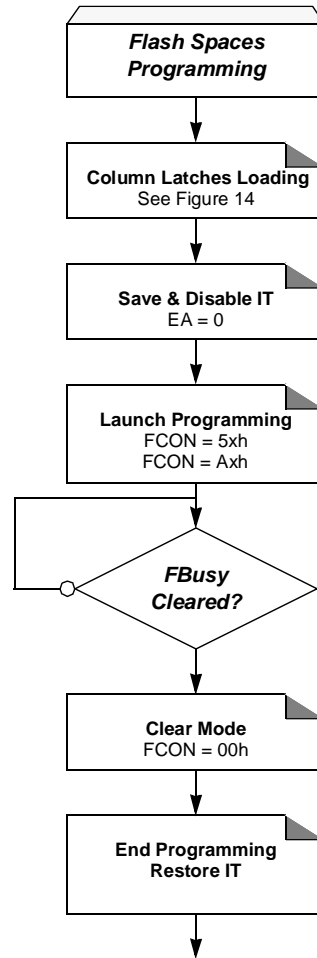 Flash Spaces
Programming
Column Latches Loading
See Figure 14
Save & Disable IT
EA = 0
Launch Programming
FCON = 5xh
FCON = Axh
FBusy
Cleared?
Clear Mode
FCON = 00h
End Programming
Restore IT